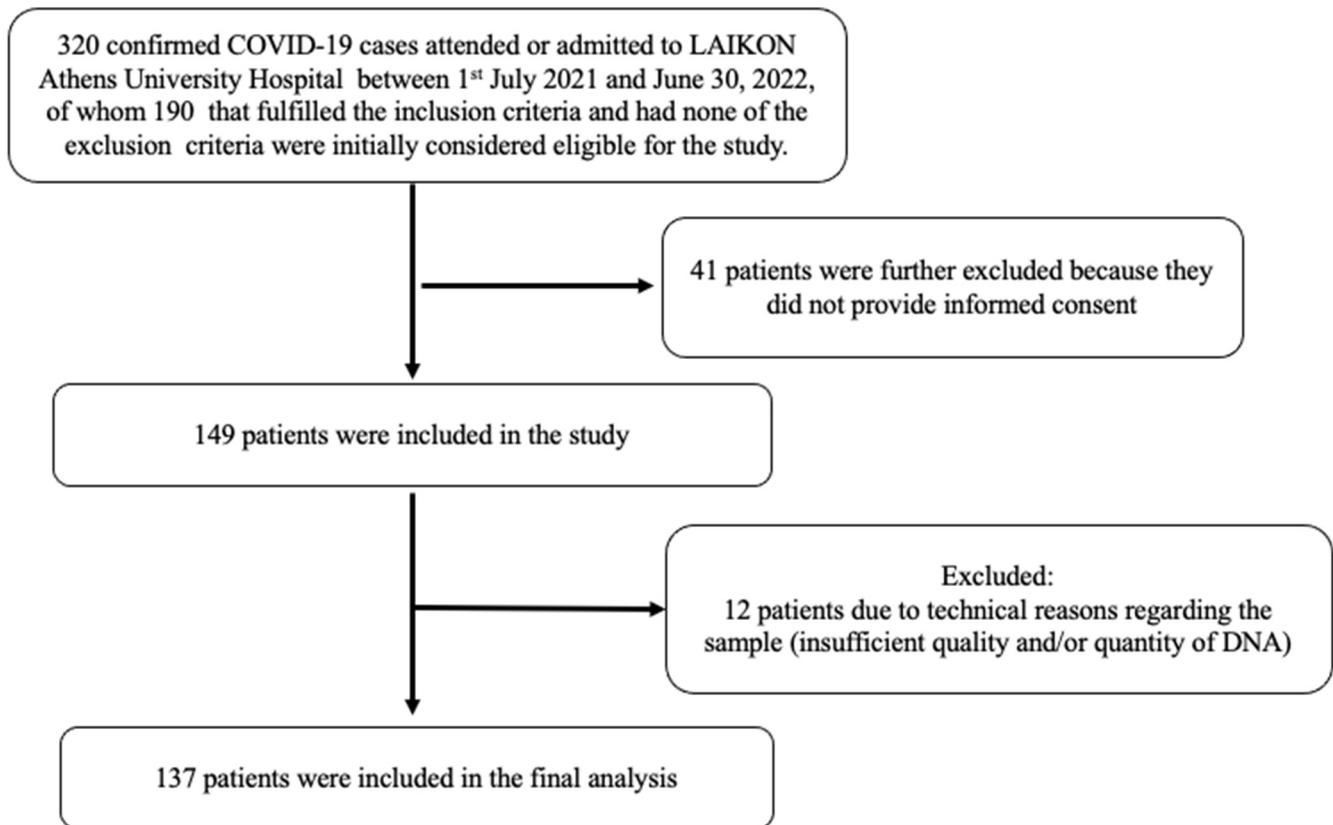 320 confirmed COVID-19 cases attended or admitted to LAIKON
Athens University Hospital between 1st July 2021 and June 30, 2022,
of whom 190 that fulfilled the inclusion criteria and had none of the
exclusion criteria were initially considered eligible for the study.
41 patients were further excluded because they
did not provide informed consent
149 patients were included in the study
Excluded:
12 patients due to technical reasons regarding the
sample (insufficient quality and/or quantity of DNA)
137 patients were included in the final analysis